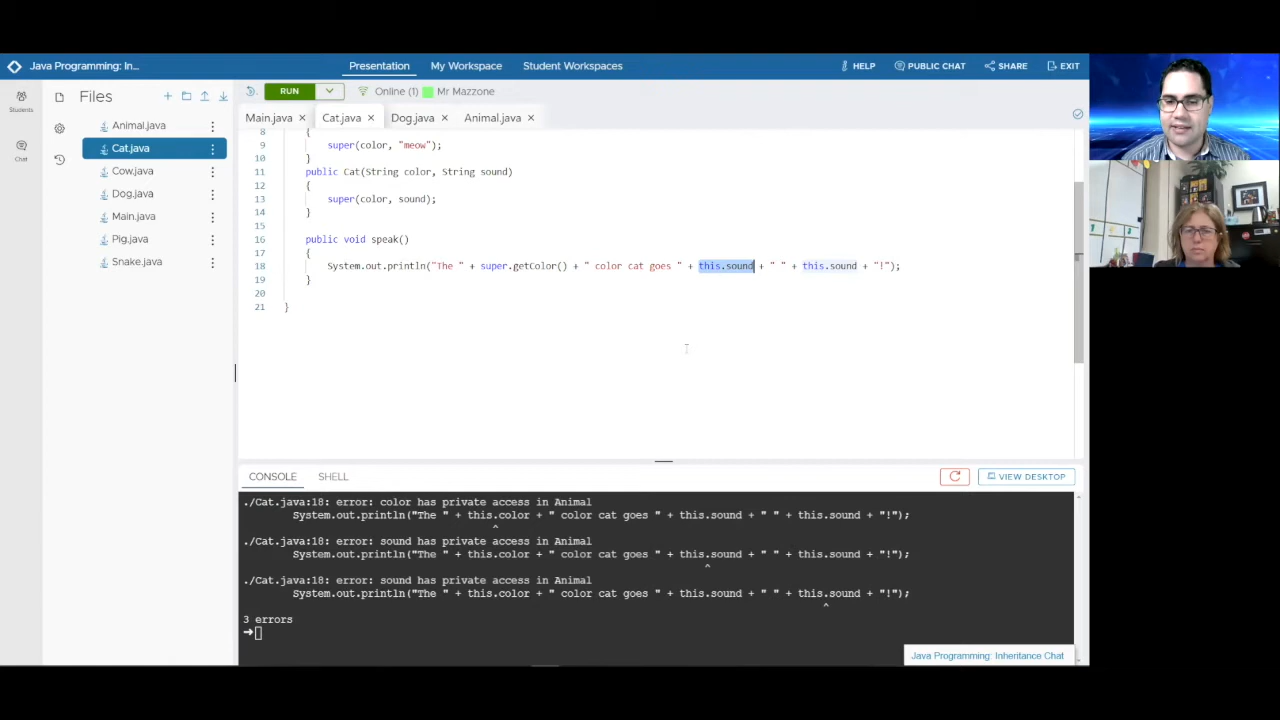 Java Programming: In...
Presentation
My Workspace
Student Workspaces
HELP
PUBLIC CHAT
SHARE
EXIT
Students
Chat
Files
Animal.java
Cat.java
Cow.java
Dog.java
Main.java
Pig.java
Snake.java
RUN
Online (1)
Mr Mazzone
Main.java ×
Cat.java ×
Dog.java ×
Animal.java ×
8 {
9 super(color, "meow");
10 }
11 public Cat(String color, String sound)
12 {
13 super(color, sound);
14 }
15
16 public void speak()
17 {
18 System.out.println("The " + super.getColor() + " color cat goes " + this.sound + " " + this.sound + "!");
19 }
20
21 }
CONSOLE
SHELL
VIEW DESKTOP
./Cat.java:18: error: color has private access in Animal
System.out.println("The " + this.color + " color cat goes " + this.sound + " " + this.sound + "!");
^
./Cat.java:18: error: sound has private access in Animal
System.out.println("The " + this.color + " color cat goes " + this.sound + " " + this.sound + "!");
^
./Cat.java:18: error: sound has private access in Animal
System.out.println("The " + this.color + " color cat goes " + this.sound + " " + this.sound + "!");
^
3 errors
Java Programming: Inheritance Chat